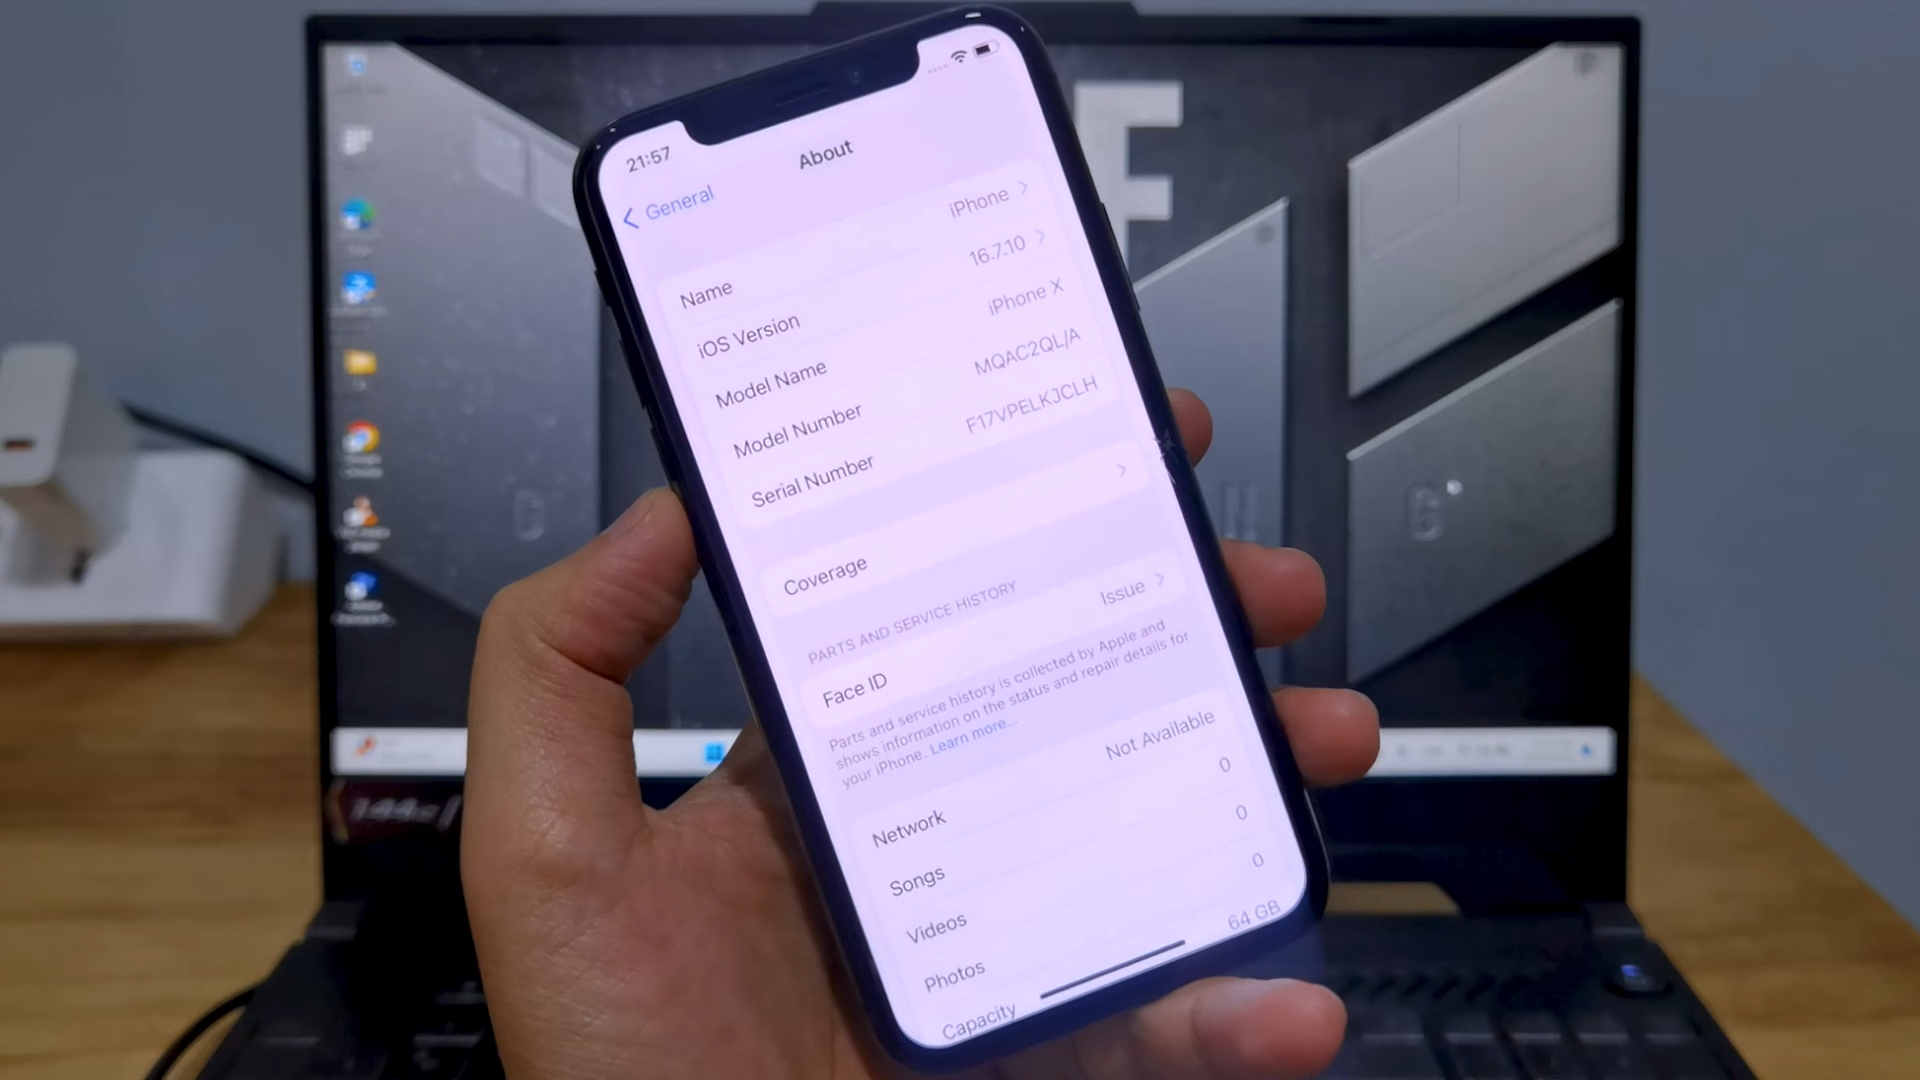 21:57
About
General
Name iPhone
iOS Version 16.7.10
Model Name iPhone X
Model Number MQAC2QL/A
Serial Number F17VPELKJCLH
Coverage
PARTS AND SERVICE HISTORY
Face ID Issue
Parts and service history is collected by Apple and
shows information on the status and repair details for
your iPhone. Learn more...
Network Not Available
Songs 0
Videos 0
Photos 0
Capacity 64 GB
F
G